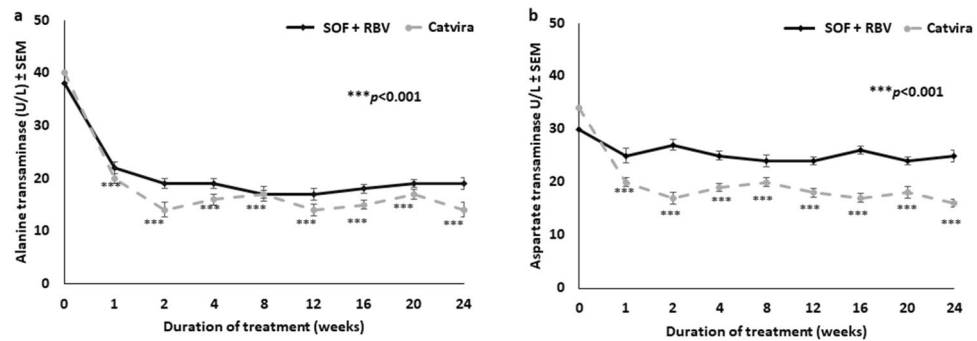 a
50
SOF + RBV Catvira
40
***p<0.001
30
20
10
0
*** *** *** *** *** *** *** ***
0 1 2 4 8 12 16 20 24
Alanine transaminase (U/L) ± SEM
Duration of treatment (weeks)
b
50
SOF + RBV Catvira
40
***p<0.001
30
20
10
0
*** *** *** *** *** *** *** ***
0 1 2 4 8 12 16 20 24
Aspartate transaminase U/L ± SEM
Duration of treatment (weeks)